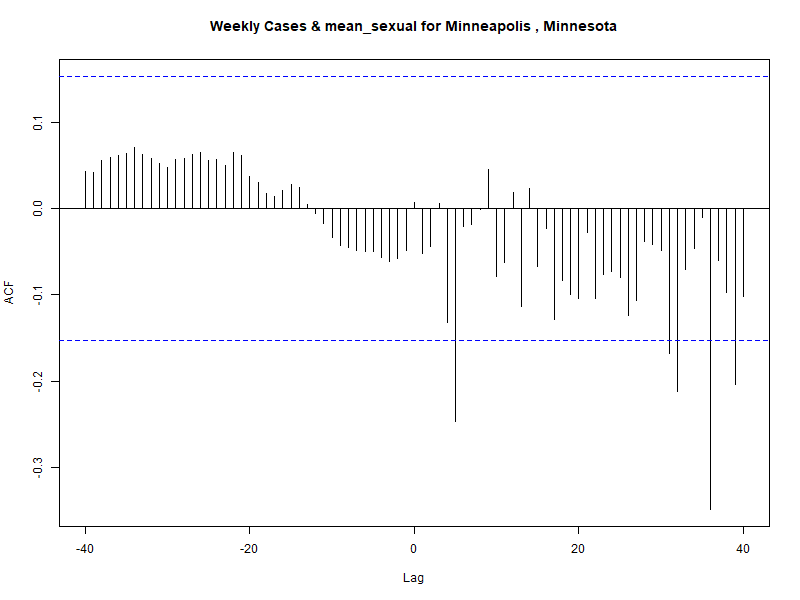 Weekly Cases & mean_sexual for Minneapolis , Minnesota
ACF
0.1
0.0
-0.1
-0.2
-0.3
-40 -20 0 20 40
Lag